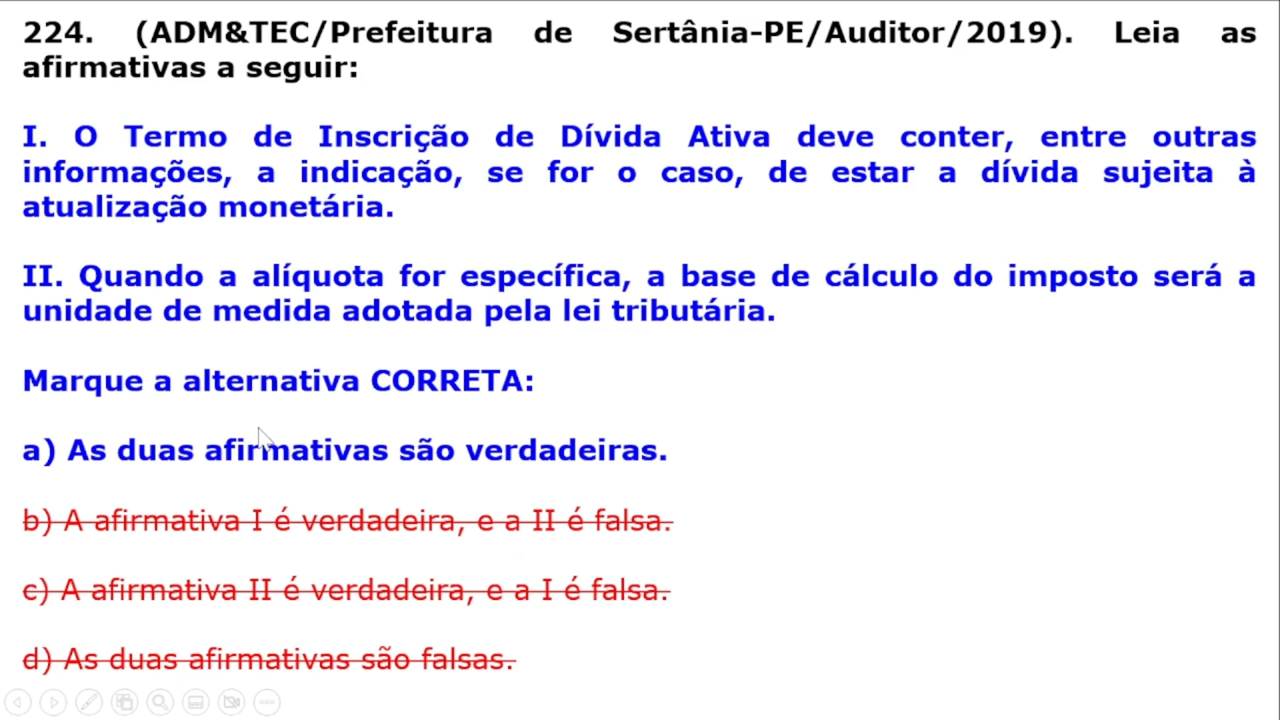 224. (ADM&TEC/Prefeitura de Sertânia-PE/Auditor/2019). Leia as
afirmativas a seguir:
I. O Termo de Inscrição de Dívida Ativa deve conter, entre outras
informações, a indicação, se for o caso, de estar a dívida sujeita à
atualização monetária.
II. Quando a alíquota for específica, a base de cálculo do imposto será a
unidade de medida adotada pela lei tributária.
Marque a alternativa CORRETA:
a) As duas afirmativas são verdadeiras.
b) A afirmativa I é verdadeira, e a II é falsa.
c) A afirmativa II é verdadeira, e a I é falsa.
d) As duas afirmativas são falsas.